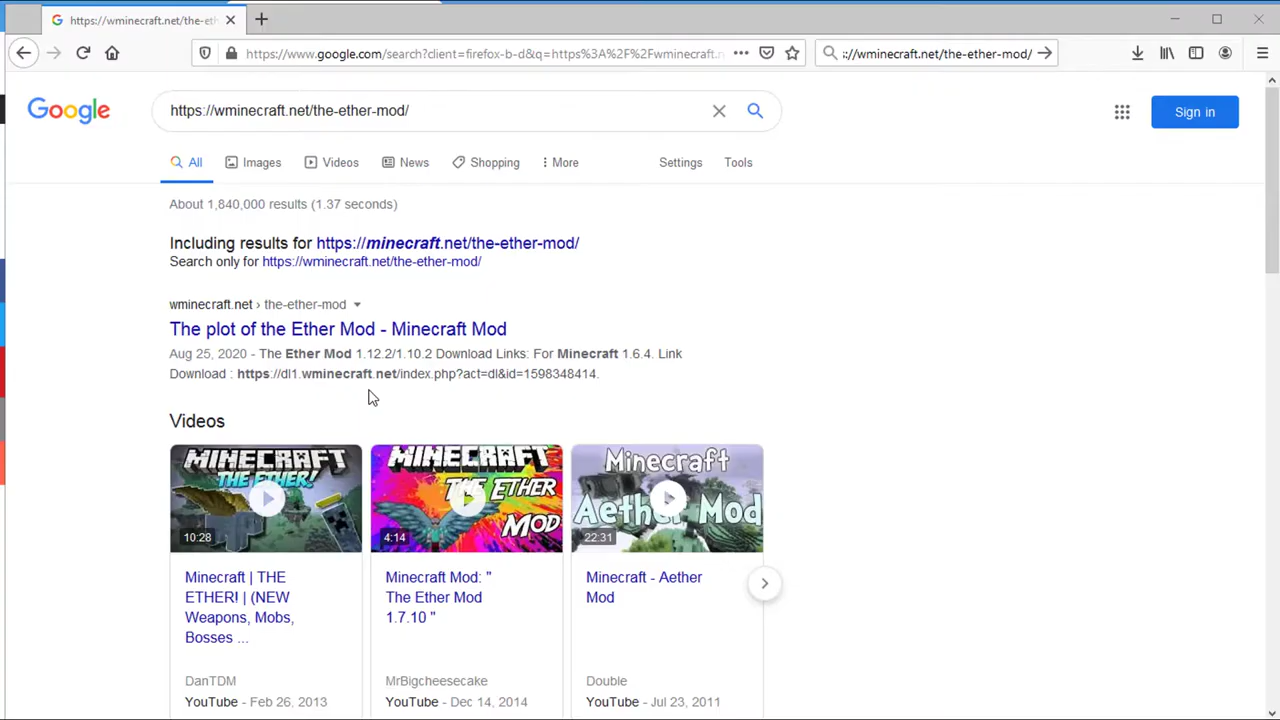 https://wminecraft.net/the-eth
https://www.google.com/search?client=firefox-b-d&q=https%3A%2F%2Fwminecraft.n
://wminecraft.net/the-ether-mod/
Google
https://wminecraft.net/the-ether-mod/
Sign in
All Images Videos News Shopping More Settings Tools
About 1,840,000 results (1.37 seconds)
Including results for https://minecraft.net/the-ether-mod/
Search only for https://wminecraft.net/the-ether-mod/
wminecraft.net › the-ether-mod
The plot of the Ether Mod - Minecraft Mod
Aug 25, 2020 - The Ether Mod 1.12.2/1.10.2 Download Links: For Minecraft 1.6.4. Link
Download : https://dl1.wminecraft.net/index.php?act=dl&id=1598348414.
Videos
MINECRAFT
THE ETHER!
10:28
MINECRAFT
THE ETHER
MOD
4:14
Minecraft
Aether Mod
22:31
Minecraft | THE
ETHER! | (NEW
Weapons, Mobs,
Bosses ...
DanTDM
YouTube - Feb 26, 2013
Minecraft Mod: "
The Ether Mod
1.7.10 "
MrBigcheesecake
YouTube - Dec 14, 2014
Minecraft - Aether
Mod
Double
YouTube - Jul 23, 2011